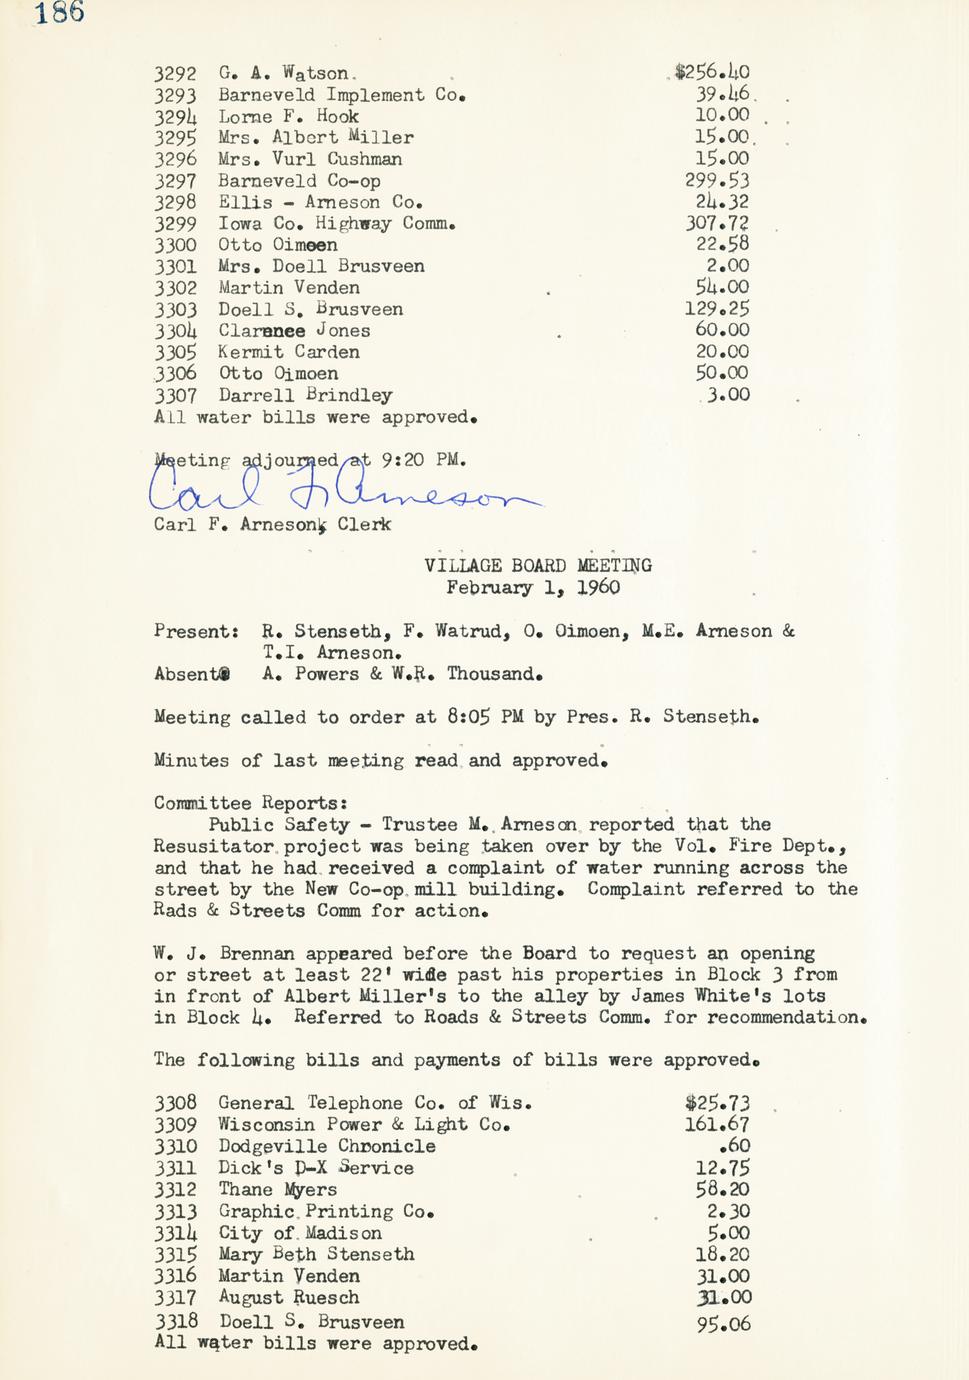 186
3292 G. A. Watson $256.40
3293 Barneveld Implement Co. 39.46
3294 Lorne F. Hook 10.00
3295 Mrs. Albert Miller 15.00
3296 Mrs. Vurl Cushman 15.00
3297 Barneveld Co-op 299.53
3298 Ellis - Arneson Co. 24.32
3299 Iowa Co. Highway Comm. 307.72
3300 Otto Oimoen 22.58
3301 Mrs. Doell Brusveen 2.00
3302 Martin Venden 54.00
3303 Doell S. Brusveen 129.25
3304 Clarence Jones 60.00
3305 Kermit Carden 20.00
3306 Otto Oimoen 50.00
3307 Darrell Brindley 3.00
All water bills were approved.
Meeting adjourned at 9:20 PM.
Carl F. Arneson
Carl F. Arneson, Clerk
VILLAGE BOARD MEETING
February 1, 1960
Present: R. Stenseth, F. Watrud, O. Oimoen, M.E. Arneson &
T.I. Arneson.
Absent: A. Powers & W.R. Thousand.
Meeting called to order at 8:05 PM by Pres. R. Stenseth.
Minutes of last meeting read and approved.
Committee Reports:
Public Safety - Trustee M. Arneson reported that the
Resusitator project was being taken over by the Vol. Fire Dept.,
and that he had received a complaint of water running across the
street by the New Co-op mill building. Complaint referred to the
Rads & Streets Comm for action.
W. J. Brennan appeared before the Board to request an opening
or street at least 22' wide past his properties in Block 3 from
in front of Albert Miller's to the alley by James White's lots
in Block 4. Referred to Roads & Streets Comm. for recommendation.
The following bills and payments of bills were approved.
3308 General Telephone Co. of Wis. $25.73
3309 Wisconsin Power & Light Co. 161.67
3310 Dodgeville Chronicle .60
3311 Dick's D-X Service 12.75
3312 Thane Myers 58.20
3313 Graphic Printing Co. 2.30
3314 City of Madison 5.00
3315 Mary Beth Stenseth 18.20
3316 Martin Venden 31.00
3317 August Ruesch 31.00
3318 Doell S. Brusveen 95.06
All water bills were approved.